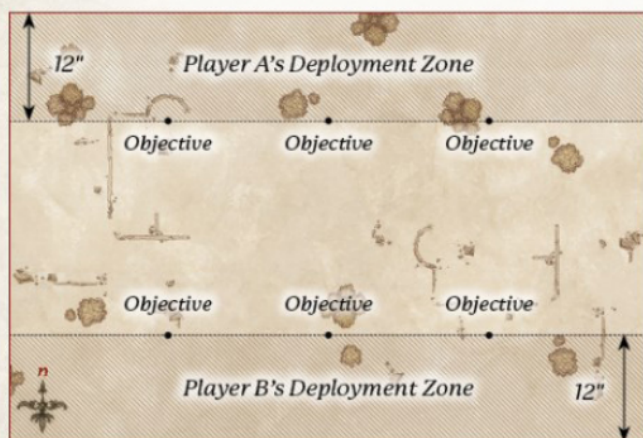 12"
Player A's Deployment Zone
Objective
Objective
Objective
Objective
Objective
Objective
Player B's Deployment Zone
12"
n